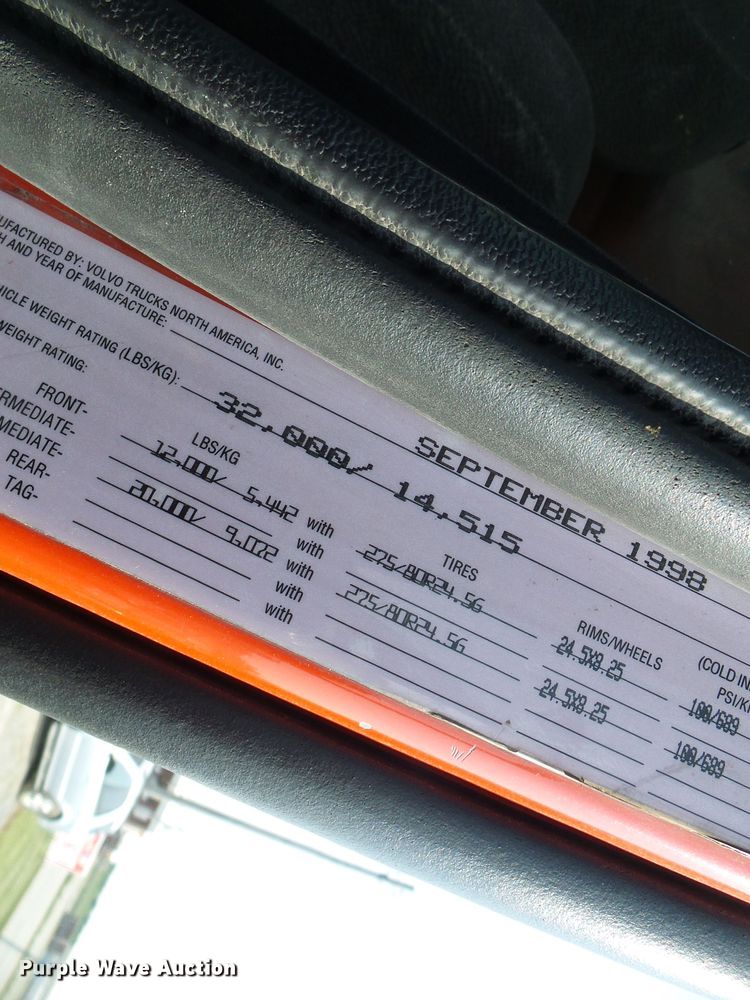 UFACTURED BY: VOLVO TRUCKS NORTH AMERICA, INC.
H AND YEAR OF MANUFACTURE: SEPTEMBER 1998
HICLE WEIGHT RATING (LBS/KG): 32,000/ 14,515
WEIGHT RATING:
LBS/KG TIRES RIMS/WHEELS (COLD IN
PSI/K
FRONT- 12,000/ 5,442 with 275/80R24.5G 24.5X8.25 100/689
ERMEDIATE- with
MEDIATE- 20,000/ 9,072 with 275/80R24.5G 24.5X8.25 100/689
REAR- with
TAG- with
Purple Wave Auction